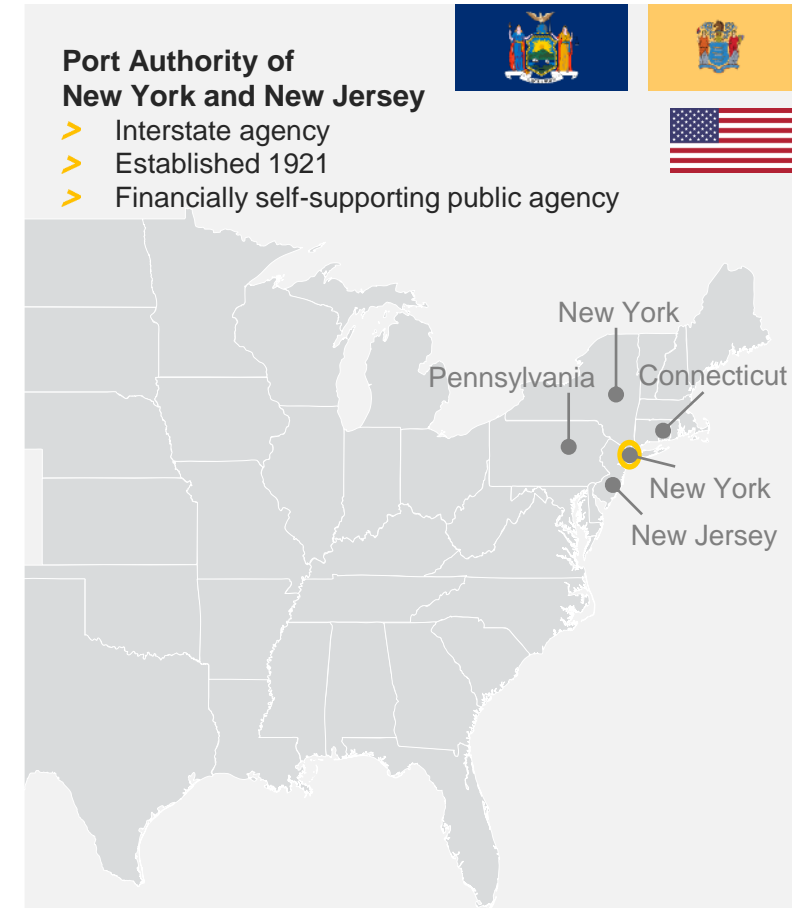 Port Authority of
New York and New Jersey
> Interstate agency
> Established 1921
> Financially self-supporting public agency
New York
Pennsylvania
Connecticut
New York
New Jersey